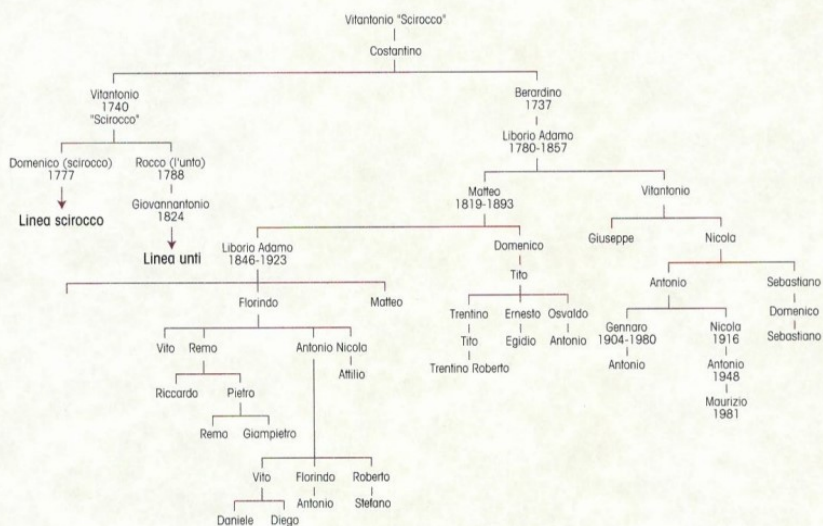 Vitantonio "Scirocco"
Costantino
Vitantonio
1740
"Scirocco"
Berardino
1737
Liborio Adamo
1780-1857
Domenico (scirocco)
1777
Rocco (l'unto)
1788
Giovannantonio
1824
Linea scirocco
Linea unti
Matteo
1819-1893
Vitantonio
Giuseppe
Nicola
Liborio Adamo
1846-1923
Domenico
Tito
Antonio
Sebastiano
Florindo
Matteo
Trentino
Ernesto
Osvaldo
Tito
Egidio
Antonio
Trentino Roberto
Gennaro
1904-1980
Antonio
Nicola
1916
Antonio
1948
Maurizio
1981
Domenico
Sebastiano
Vito
Remo
Antonio
Nicola
Attilio
Riccardo
Pietro
Remo
Giampietro
Vito
Florindo
Roberto
Daniele
Diego
Antonio
Stefano